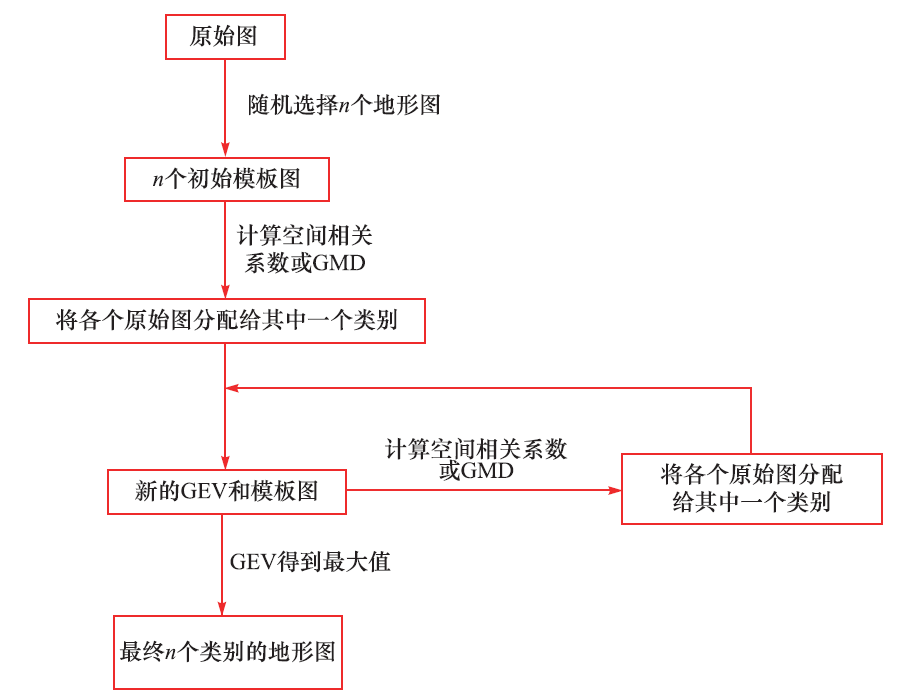 原始图
随机选择n个地形图
n个初始模板图
计算空间相关
系数或GMD
将各个原始图分配给其中一个类别
计算空间相关系数
或GMD
新的GEV和模板图
将各个原始图分配
给其中一个类别
GEV得到最大值
最终n个类别的地形图